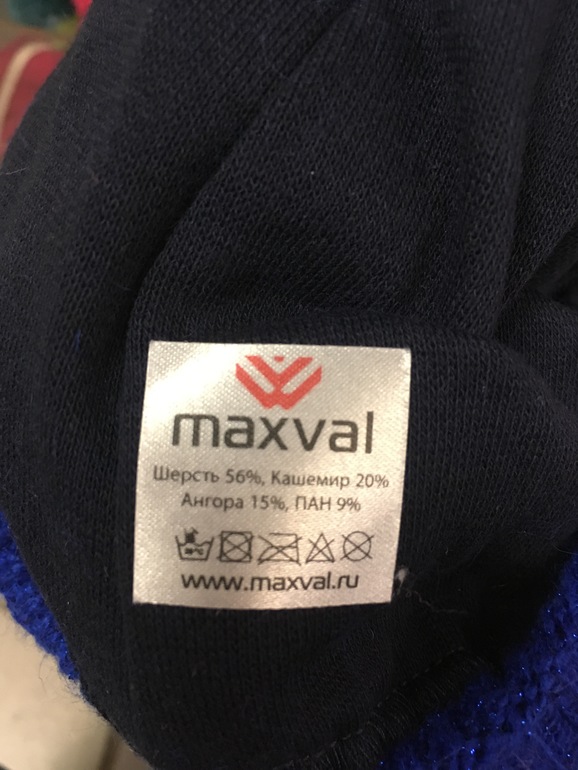 maxval
Шерсть 56%, Кашемир 20%
Ангора 15%, ПАН 9%
www.maxval.ru